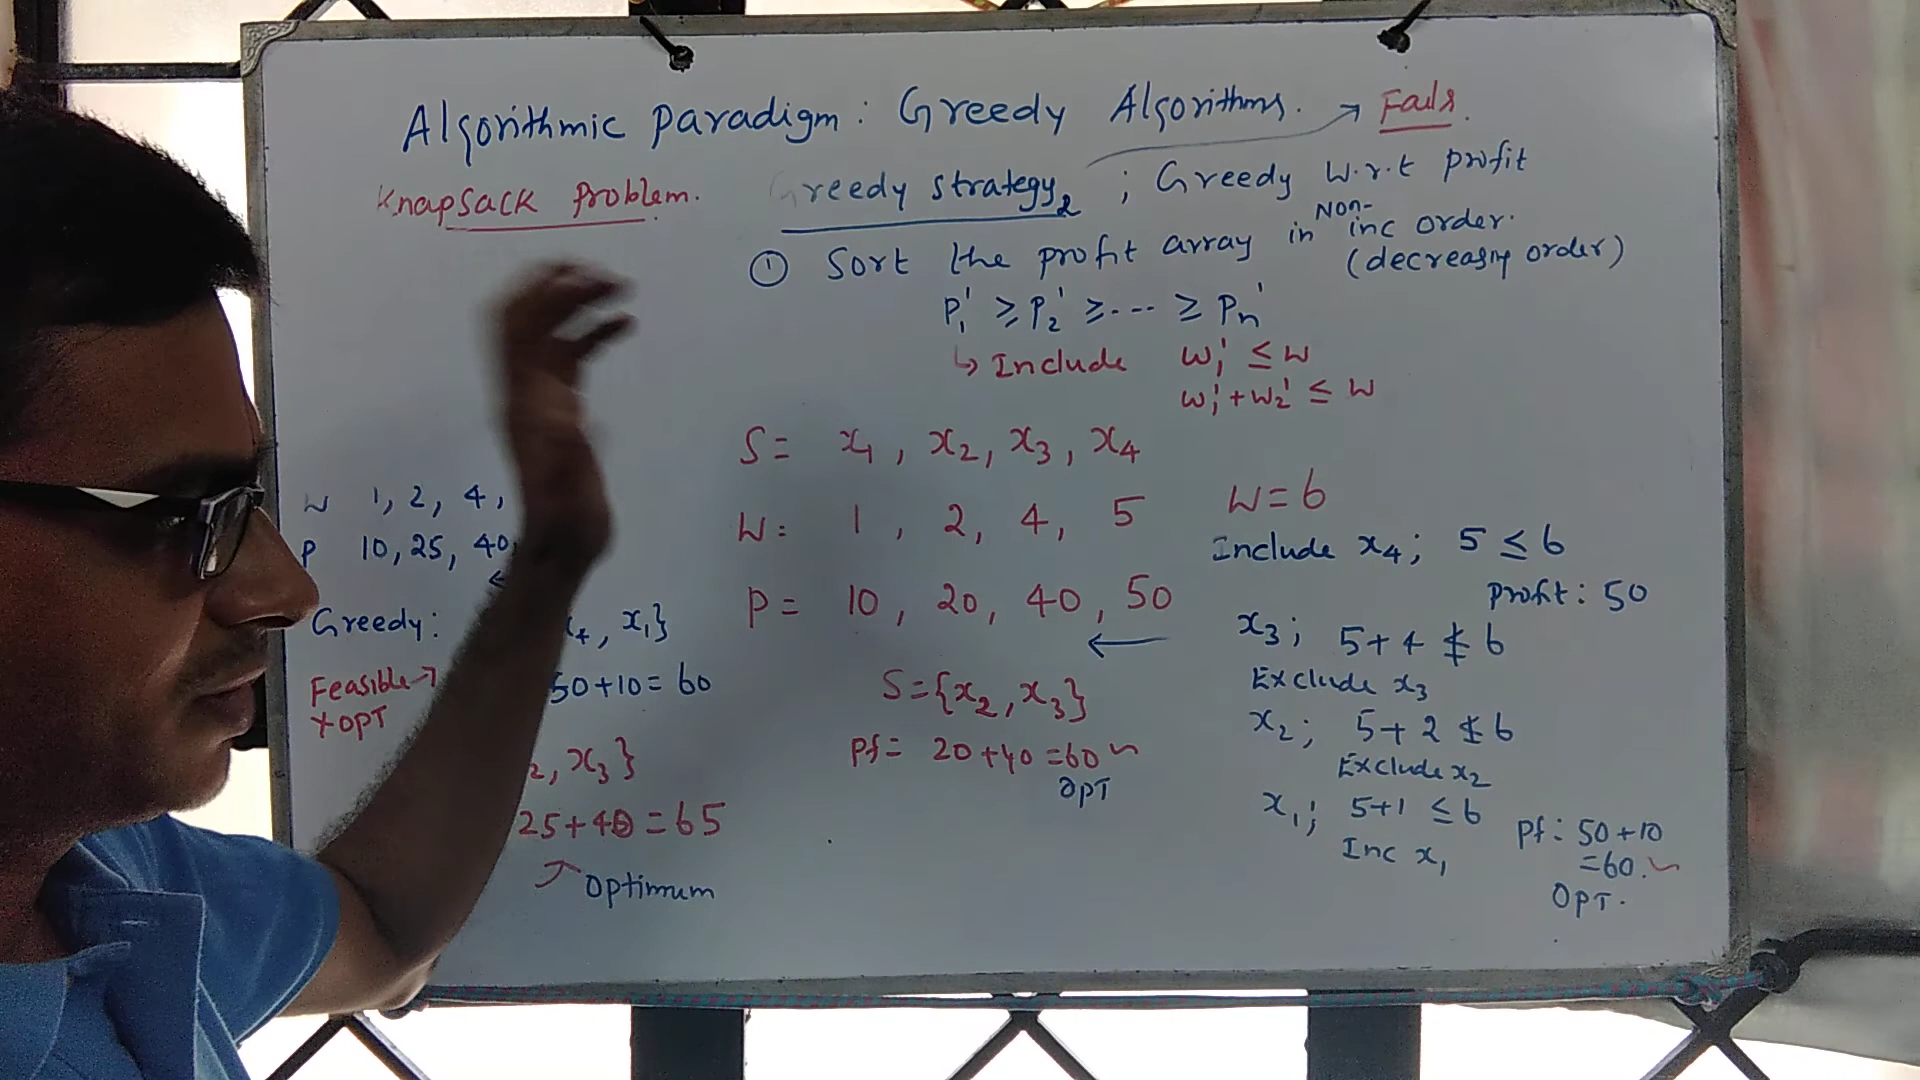 Algorithmic paradigm: Greedy Algorithms. → Fails.
Knapsack Problem.
Greedy strategy2 ; Greedy w.r.t profit
① Sort the profit array in Non-inc order.
(decreasing order)
P1' ≥ P2' ≥ --- ≥ Pn'
↳ Include w1' ≤ W
w1' + w2' ≤ W
S = x1, x2, x3, x4
W: 1, 2, 4, 5
P = 10, 20, 40, 50
←
S = {x2, x3}
Pf = 20 + 40 = 60
OPT
W = 6
Include x4; 5 ≤ 6
Profit: 50
x3; 5 + 4 ≰ 6
Exclude x3
x2; 5 + 2 ≰ 6
Exclude x2
x1; 5 + 1 ≤ 6
Inc x1
Pf: 50 + 10
= 60.
OPT.
W 1, 2, 4,
P 10, 25, 40,
←
Greedy: , x1}
Feasible → 50 + 10 = 60
× OPT
2, x3}
25 + 40 = 65
Optimum